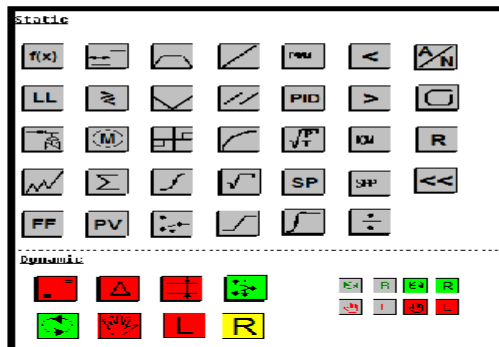 Static
f(x) < A/N
LL PID >
M R
Σ √ SP <<
FF PV ÷
Dynamic
Δ
R R
L R L L